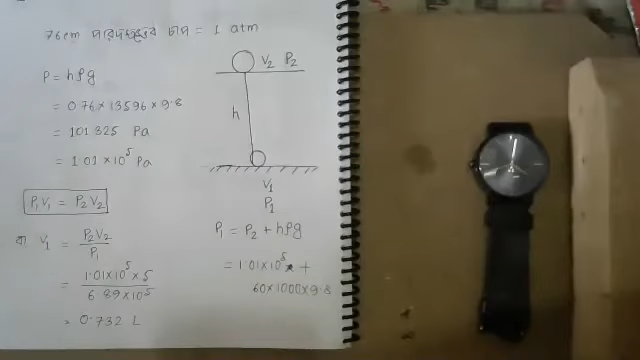 76cm পারদস্তম্ভের চাপ = 1 atm
P = hρg
= 0.76 × 13596 × 9.8
= 101325 Pa
= 1.01 × 10⁵ Pa
P₁V₁ = P₂V₂
বা V₁ = P₂V₂ / P₁
= 1.01×10⁵ × 5 / 6.89×10⁵
= 0.732 L
V₂ P₂
h
V₁
P₁
P₁ = P₂ + hρg
= 1.01×10⁵ +
60×1000×9.8